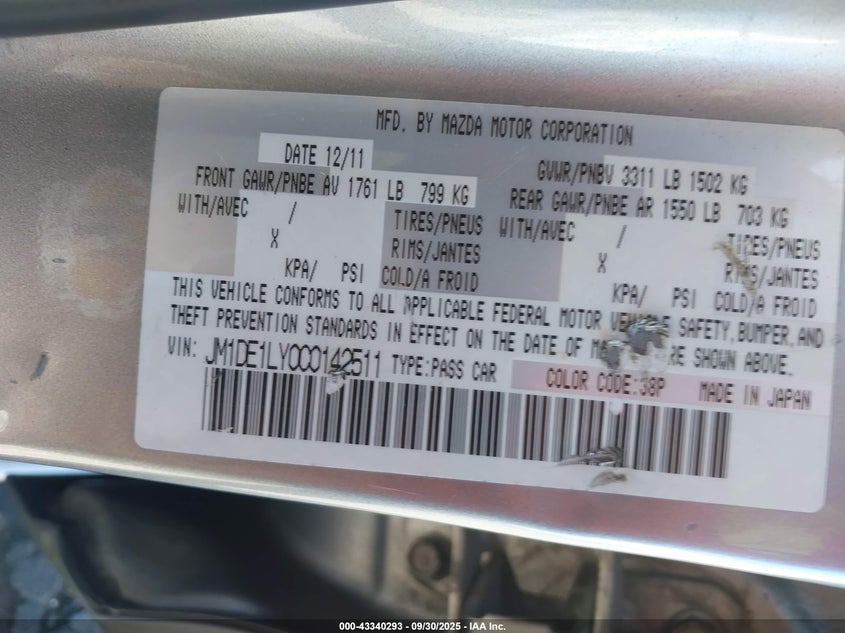 MFD. BY MAZDA MOTOR CORPORATION
DATE 12/11
GVWR/PNBV 3311 LB 1502 KG
FRONT GAWR/PNBE AV 1761 LB 799 KG
REAR GAWR/PNBE AR 1550 LB 703 KG
WITH/AVEC / TIRES/PNEUS
X RIMS/JANTES
KPA/ PSI COLD/A FROID
WITH/AVEC / TIRES/PNEUS
X RIMS/JANTES
KPA/ PSI COLD/A FROID
THIS VEHICLE CONFORMS TO ALL APPLICABLE FEDERAL MOTOR VEHICLE SAFETY, BUMPER, AND
THEFT PREVENTION STANDARDS IN EFFECT ON THE DATE OF SHOWN ABOVE.
VIN: JM1DE1LY0C0142511 TYPE:PASS CAR COLOR CODE:38P MADE IN JAPAN
000-43340293 - 09/30/2025 - IAA Inc.